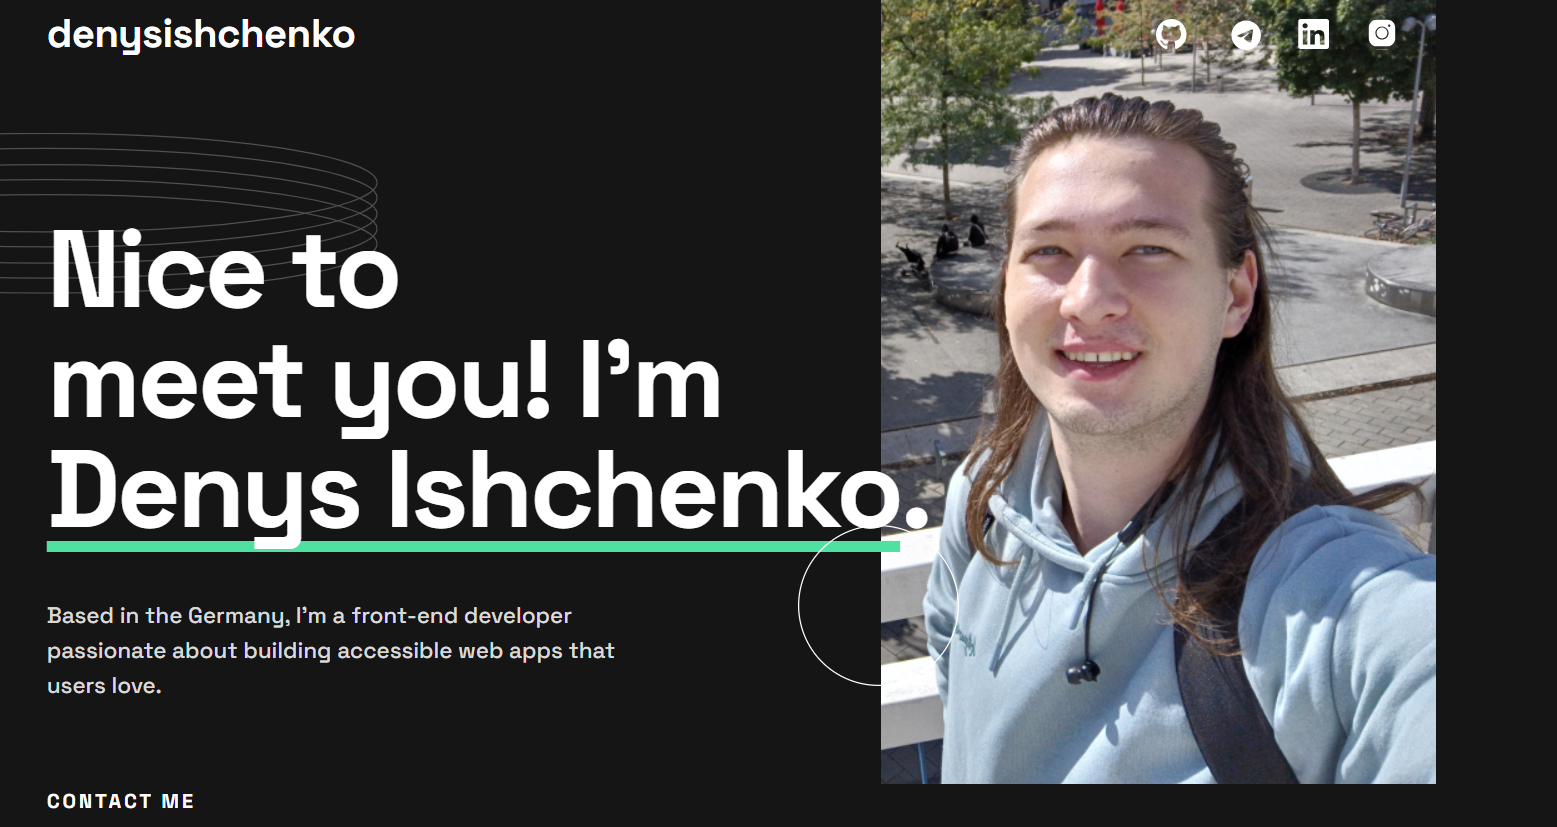 denysishchenko
Nice to
meet you! I'm
Denys Ishchenko.
Based in the Germany, I'm a front-end developer
passionate about building accessible web apps that
users love.
CONTACT ME